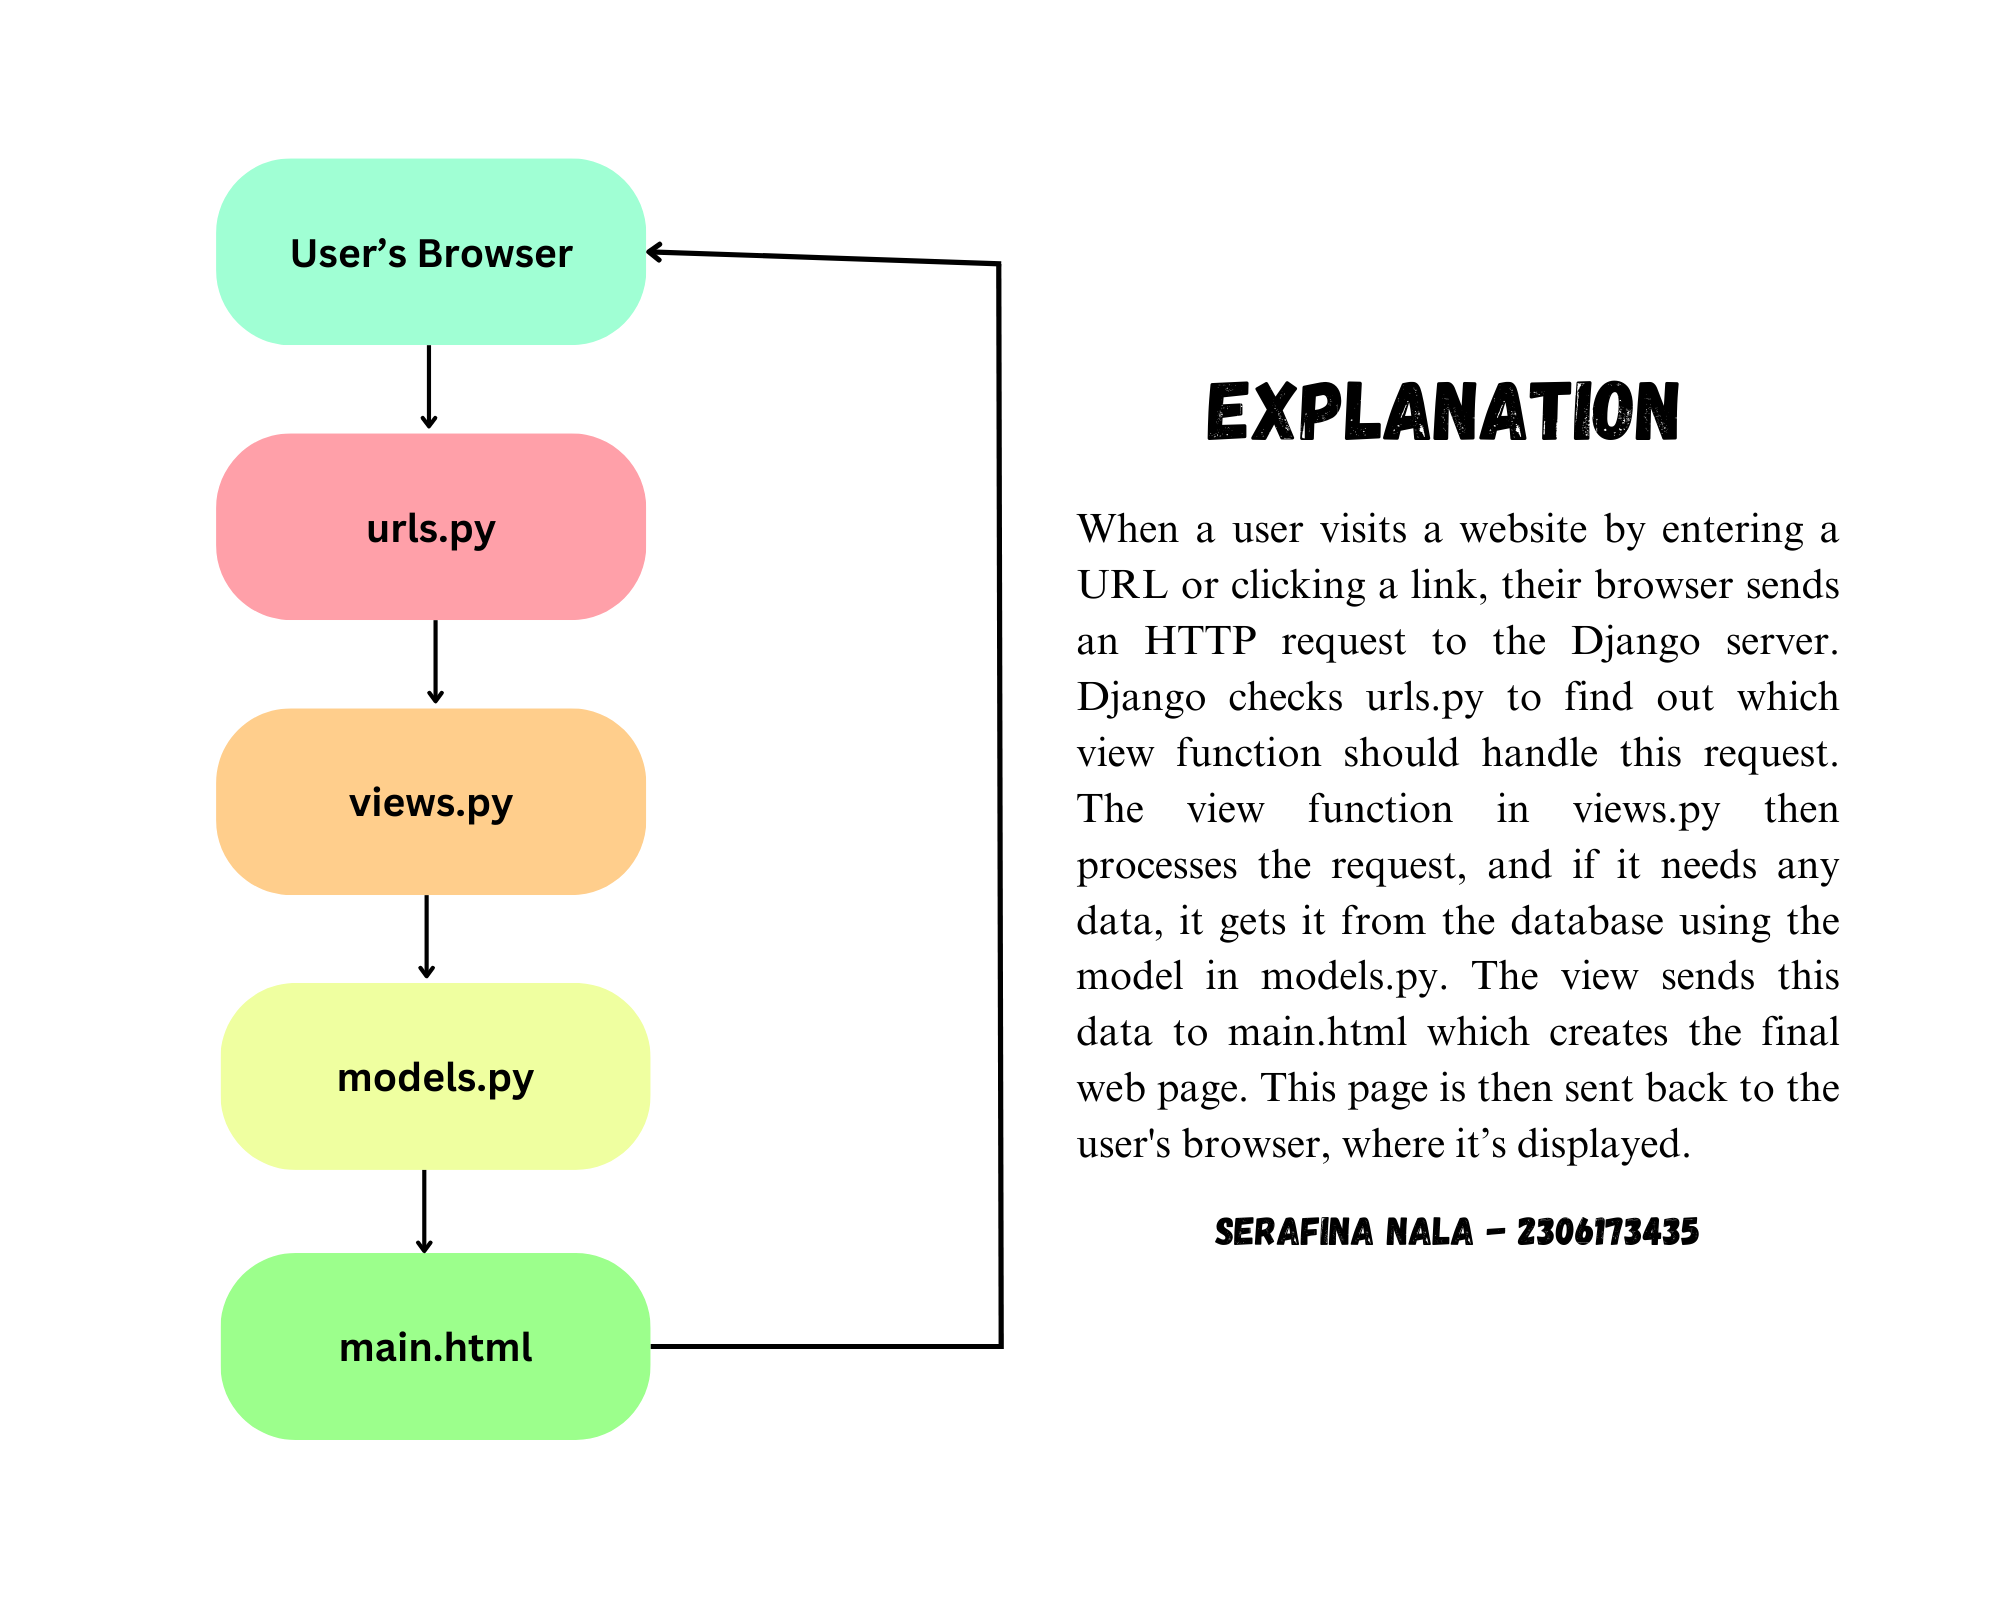 User’s Browser
urls.py
views.py
models.py
main.html
EXPLANATION
When a user visits a website by entering a
URL or clicking a link, their browser sends
an HTTP request to the Django server.
Django checks urls.py to find out which
view function should handle this request.
The view function in views.py then
processes the request, and if it needs any
data, it gets it from the database using the
model in models.py. The view sends this
data to main.html which creates the final
web page. This page is then sent back to the
user's browser, where it’s displayed.
SERAFINA NALA - 2306173435